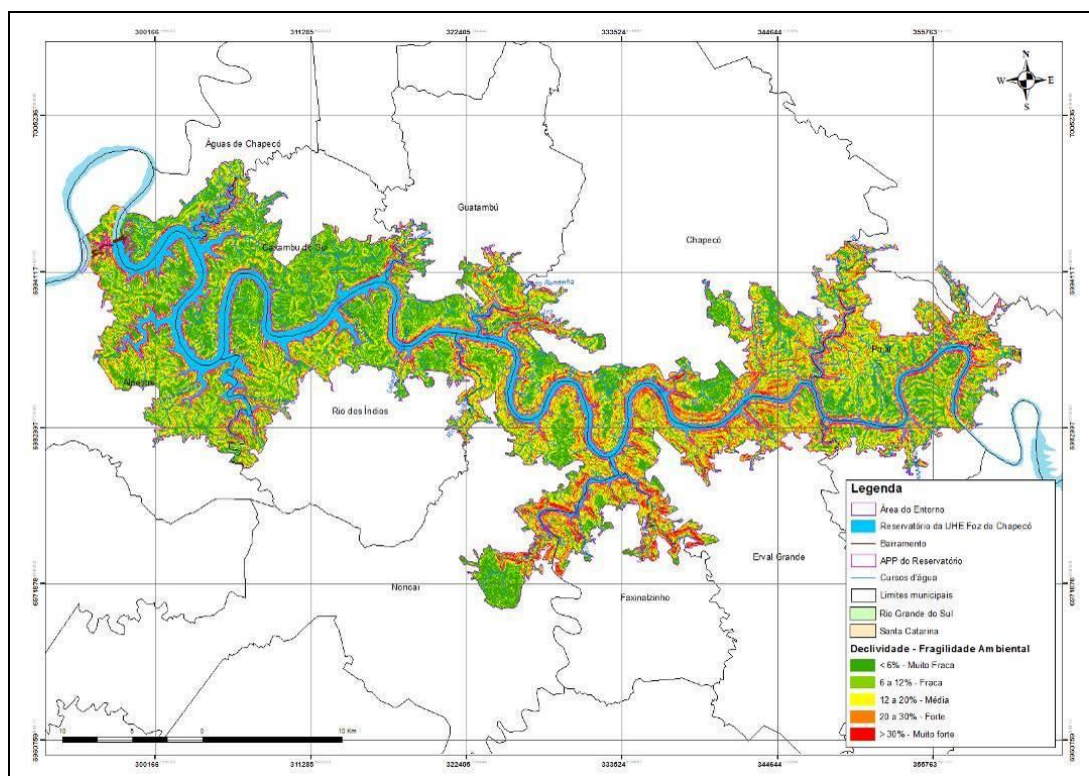 300166 311285 322405 333524 344644 355763
N
W E
S
7005235
Águas de Chapecó
Guatambú
Chapecó
Caxambu do Sul
6994117
Alpestre
Rio dos Índios
Nonoai
Faxinalzinho
Erval Grande
Legenda
Área do Entorno
Reservatório da UHE Foz do Chapecó
Barramento
APP do Reservatório
Cursos d'água
Limites municipais
Rio Grande do Sul
Santa Catarina
Declividade - Fragilidade Ambiental
< 6% - Muito Fraca
6 a 12% - Fraca
12 a 20% - Média
20 a 30% - Forte
> 30% - Muito forte
10 5 0 10 Km
300166 311285 322405 333524 344644 355763